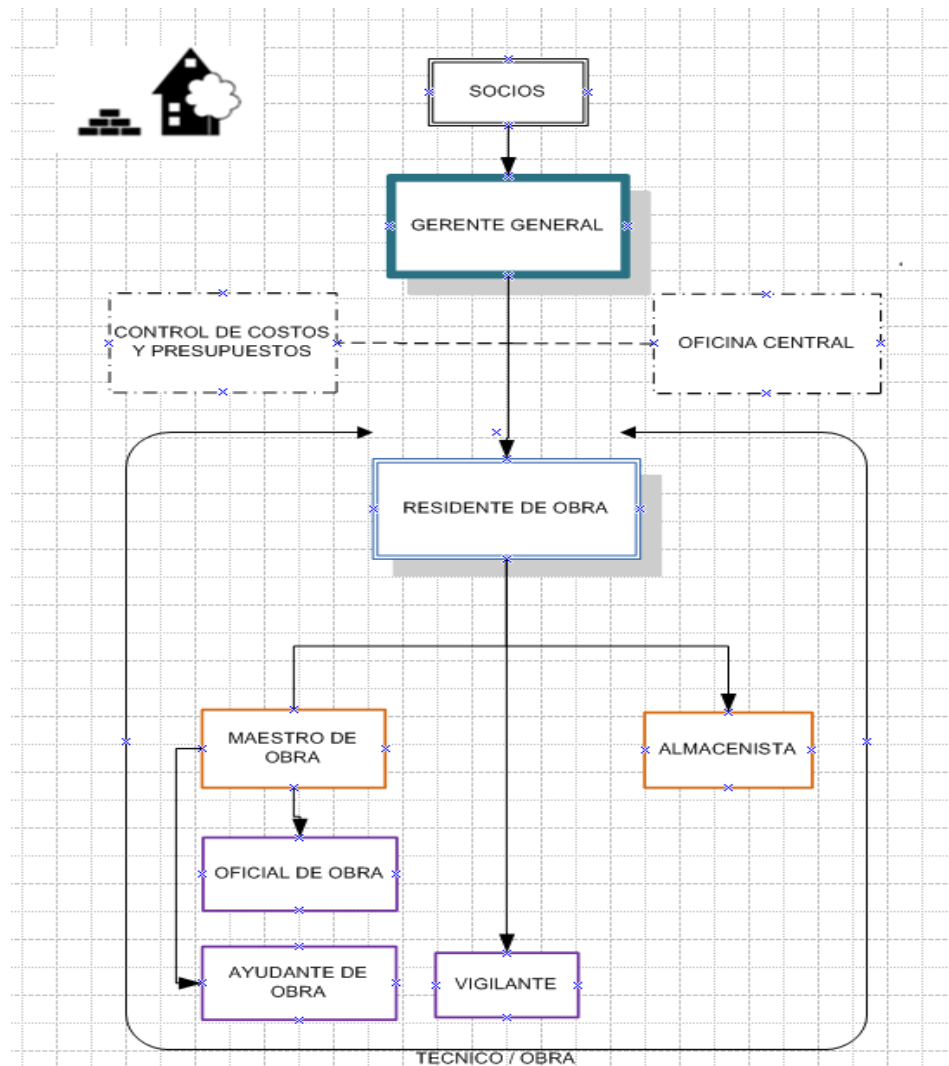 SOCIOS
GERENTE GENERAL
CONTROL DE COSTOS
Y PRESUPUESTOS
OFICINA CENTRAL
RESIDENTE DE OBRA
MAESTRO DE
OBRA
ALMACENISTA
OFICIAL DE OBRA
AYUDANTE DE
OBRA
VIGILANTE
TECNICO / OBRA